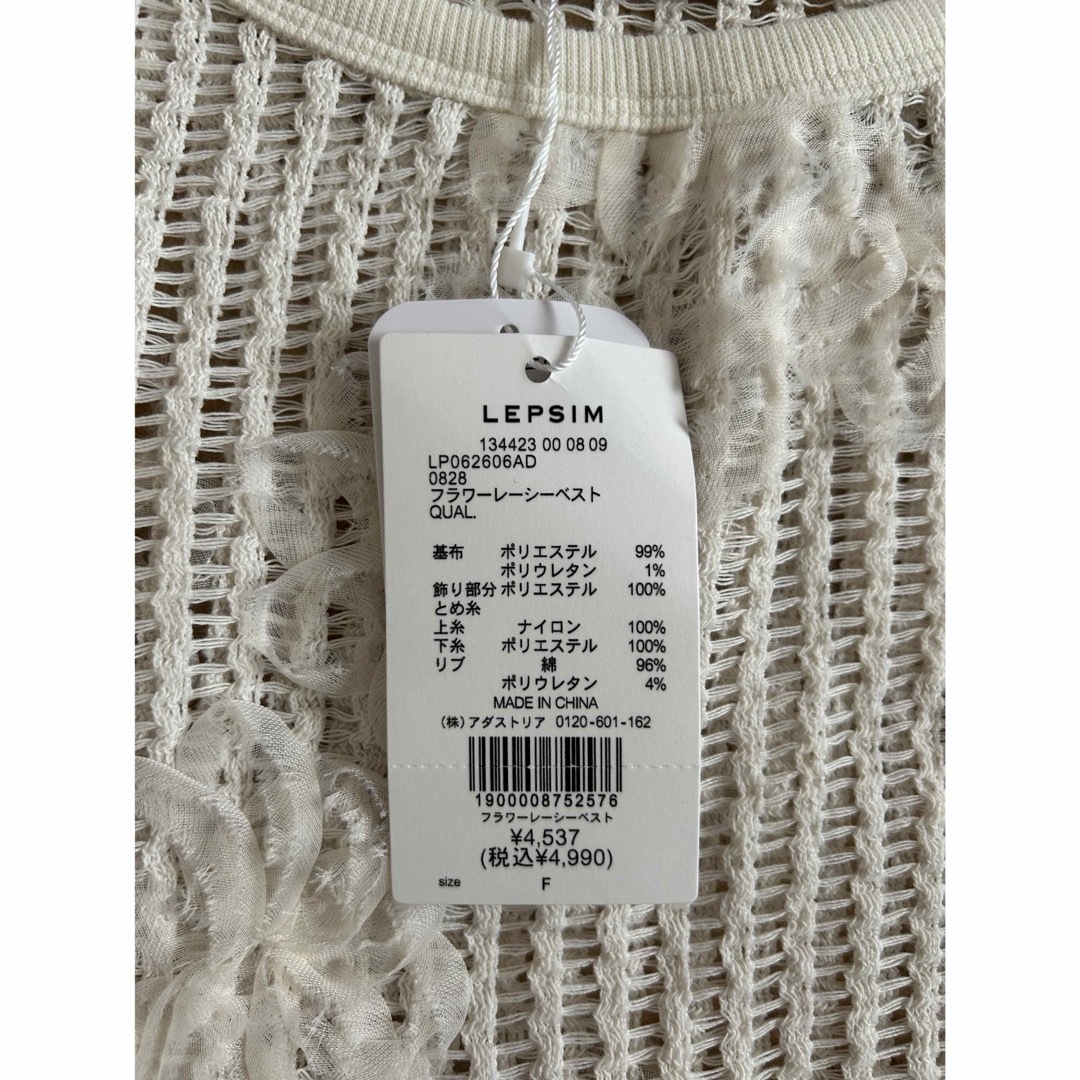 LEPSIM
134423 00 08 09
LP062606AD
0828
フラワーレーシーベスト
QUAL.
基布 ポリエステル 99%
ポリウレタン 1%
飾り部分 ポリエステル 100%
とめ糸
上糸 ナイロン 100%
下糸 ポリエステル 100%
リブ 綿 96%
ポリウレタン 4%
MADE IN CHINA
(株)アダストリア 0120-601-162
1900008752576
フラワーレーシーベスト
¥4,537
(税込¥4,990)
size F